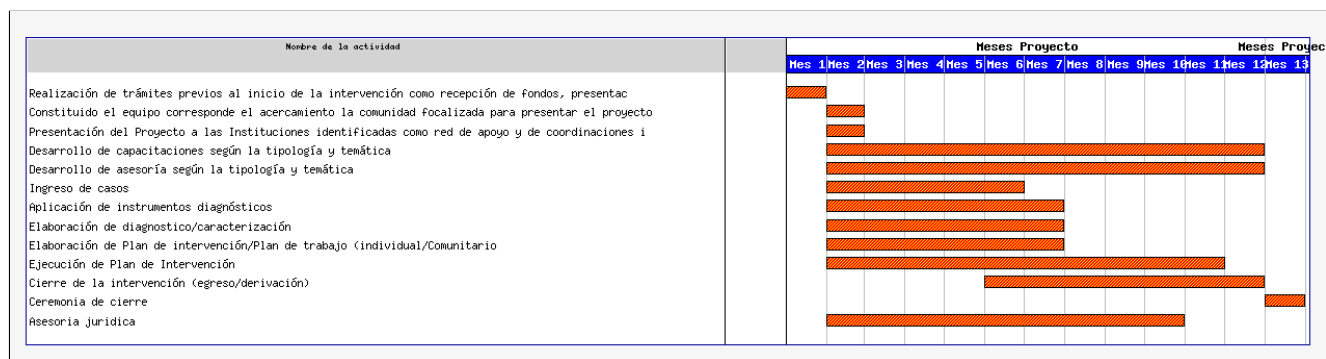 Nombre de la actividad
Meses Proyecto
Meses Proyec
Mes 1 Mes 2 Mes 3 Mes 4 Mes 5 Mes 6 Mes 7 Mes 8 Mes 9 Mes 10 Mes 11 Mes 12 Mes 13
Realización de trámites previos al inicio de la intervención como recepción de fondos, presentac
Constituido el equipo corresponde el acercamiento la comunidad focalizada para presentar el proyecto
Presentación del Proyecto a las Instituciones identificadas como red de apoyo y de coordinaciones i
Desarrollo de capacitaciones según la tipología y temática
Desarrollo de asesoría según la tipología y temática
Ingreso de casos
Aplicación de instrumentos diagnósticos
Elaboración de diagnostico/caracterización
Elaboración de Plan de intervención/Plan de trabajo (individual/Comunitario
Ejecución de Plan de Intervención
Cierre de la intervención (egreso/derivación)
Ceremonia de cierre
Asesoria juridica